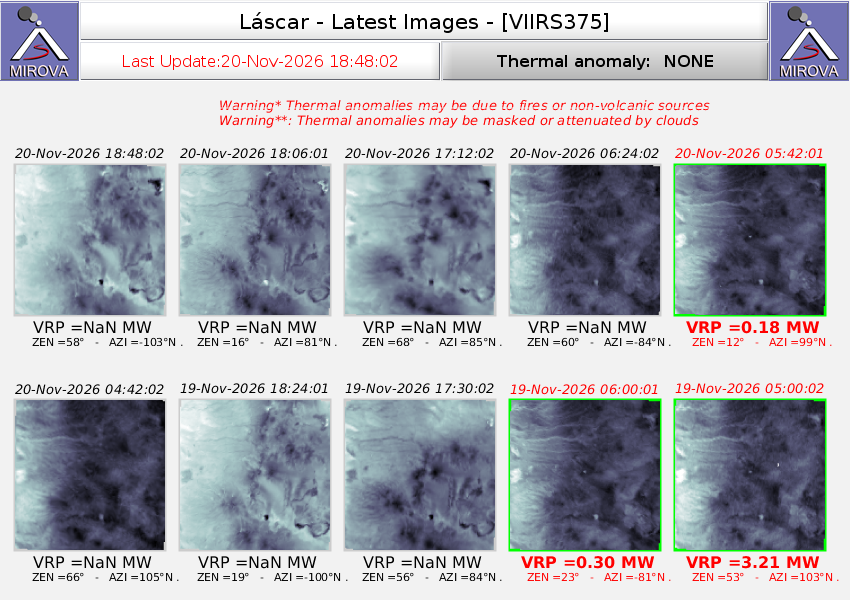 MIROVA
Láscar - Latest Images - [VIIRS375]
MIROVA
Last Update:20-Nov-2026 18:48:02
Thermal anomaly:  NONE
Warning* Thermal anomalies may be due to fires or non-volcanic sources
Warning**: Thermal anomalies may be masked or attenuated by clouds
20-Nov-2026 18:48:02
20-Nov-2026 18:06:01
20-Nov-2026 17:12:02
20-Nov-2026 06:24:02
20-Nov-2026 05:42:01
VRP =NaN MW
VRP =NaN MW
VRP =NaN MW
VRP =NaN MW
VRP =0.18 MW
ZEN =58° - AZI =-103°N .
ZEN =16° - AZI =81°N .
ZEN =68° - AZI =85°N .
ZEN =60° - AZI =-84°N .
ZEN =12° - AZI =99°N .
20-Nov-2026 04:42:02
19-Nov-2026 18:24:01
19-Nov-2026 17:30:02
19-Nov-2026 06:00:01
19-Nov-2026 05:00:02
VRP =NaN MW
VRP =NaN MW
VRP =NaN MW
VRP =0.30 MW
VRP =3.21 MW
ZEN =66° - AZI =105°N .
ZEN =19° - AZI =-100°N .
ZEN =56° - AZI =84°N .
ZEN =23° - AZI =-81°N .
ZEN =53° - AZI =103°N .